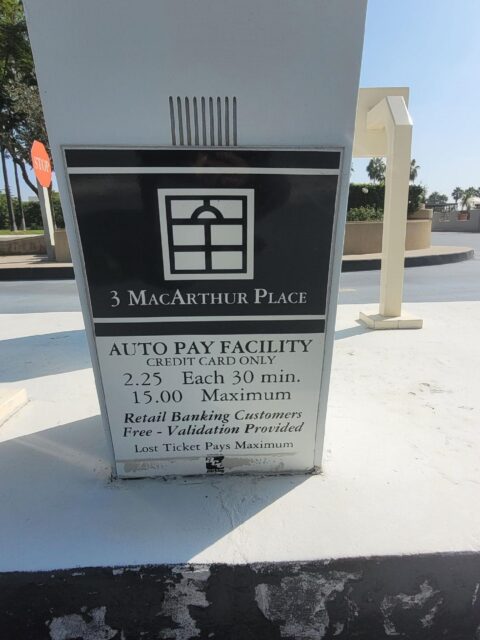 STOP
3 MACARTHUR PLACE
AUTO PAY FACILITY
CREDIT CARD ONLY
2.25 Each 30 min.
15.00 Maximum
Retail Banking Customers
Free - Validation Provided
Lost Ticket Pays Maximum